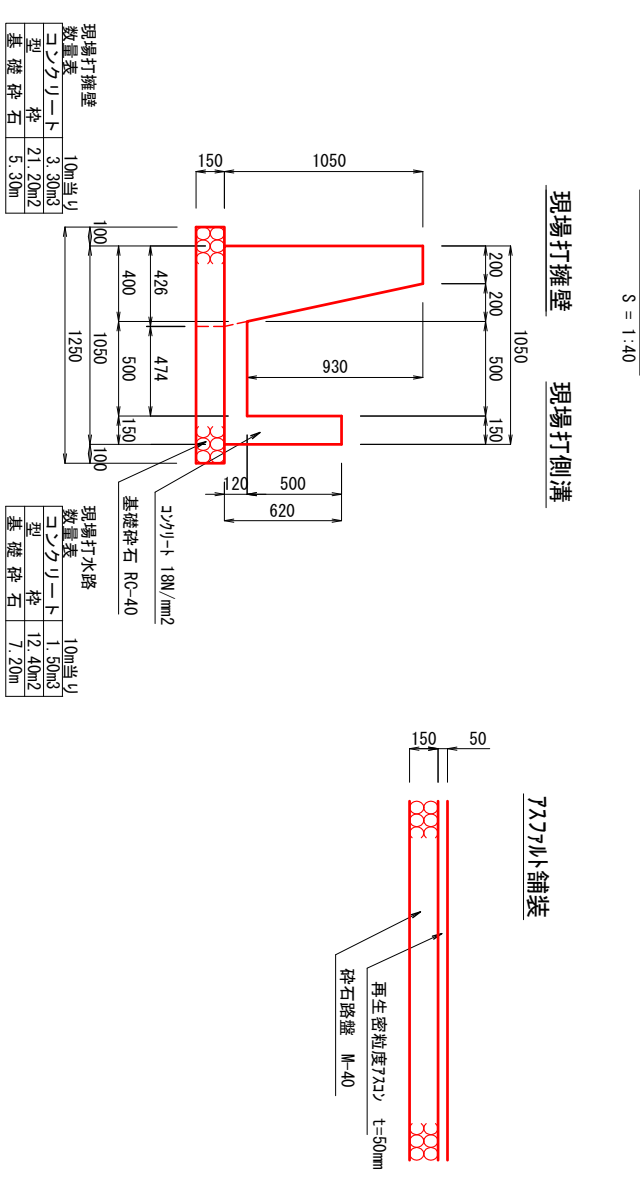 S = 1:40
現場打擁壁
現場打側溝
1050
200
200
500
150
1050
150
930
120
500
620
100
426
474
400
500
150
1050
100
1250
コンクリート 18N/mm2
基礎砕石 RC-40
現場打擁壁
数量表 10m当り
コンクリート 3.30m3
型 枠 21.20m2
基 礎 砕 石 5.30m
現場打水路
数量表 10m当り
コンクリート 1.50m3
型 枠 12.40m2
基 礎 砕 石 7.20m
アスファルト舗装
50
150
再生密粒度アスコン t=50mm
砕石路盤 M-40